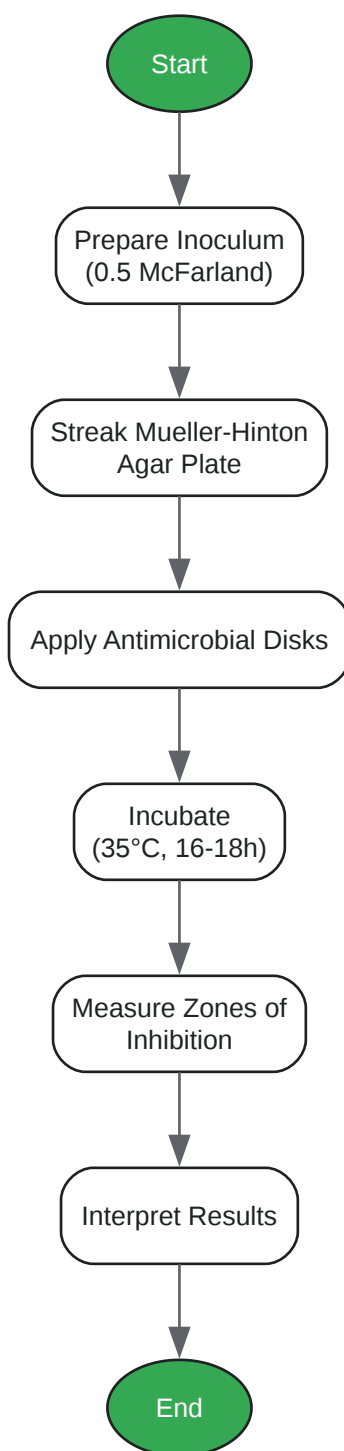 Start
Prepare Inoculum
(0.5 McFarland)
Streak Mueller-Hinton
Agar Plate
Apply Antimicrobial Disks
Incubate
(35°C, 16-18h)
Measure Zones of
Inhibition
Interpret Results
End